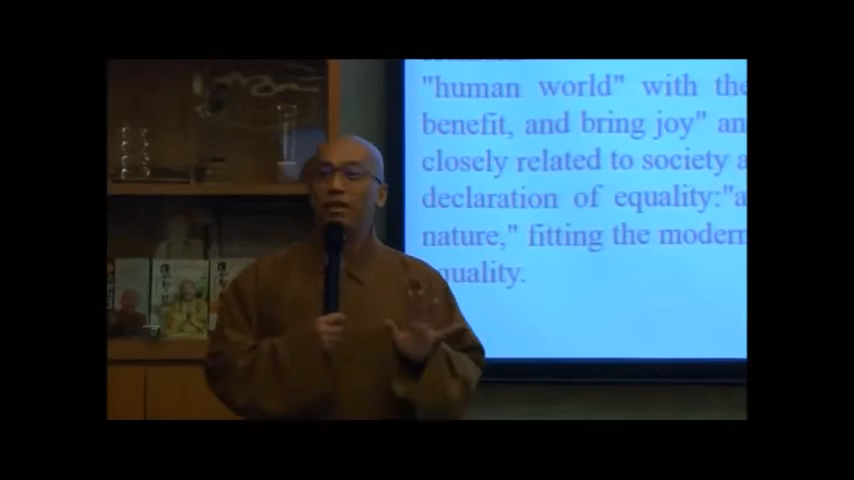 "human world" with the
benefit, and bring joy" an
closely related to society a
declaration of equality:"a
nature," fitting the modern
equality.